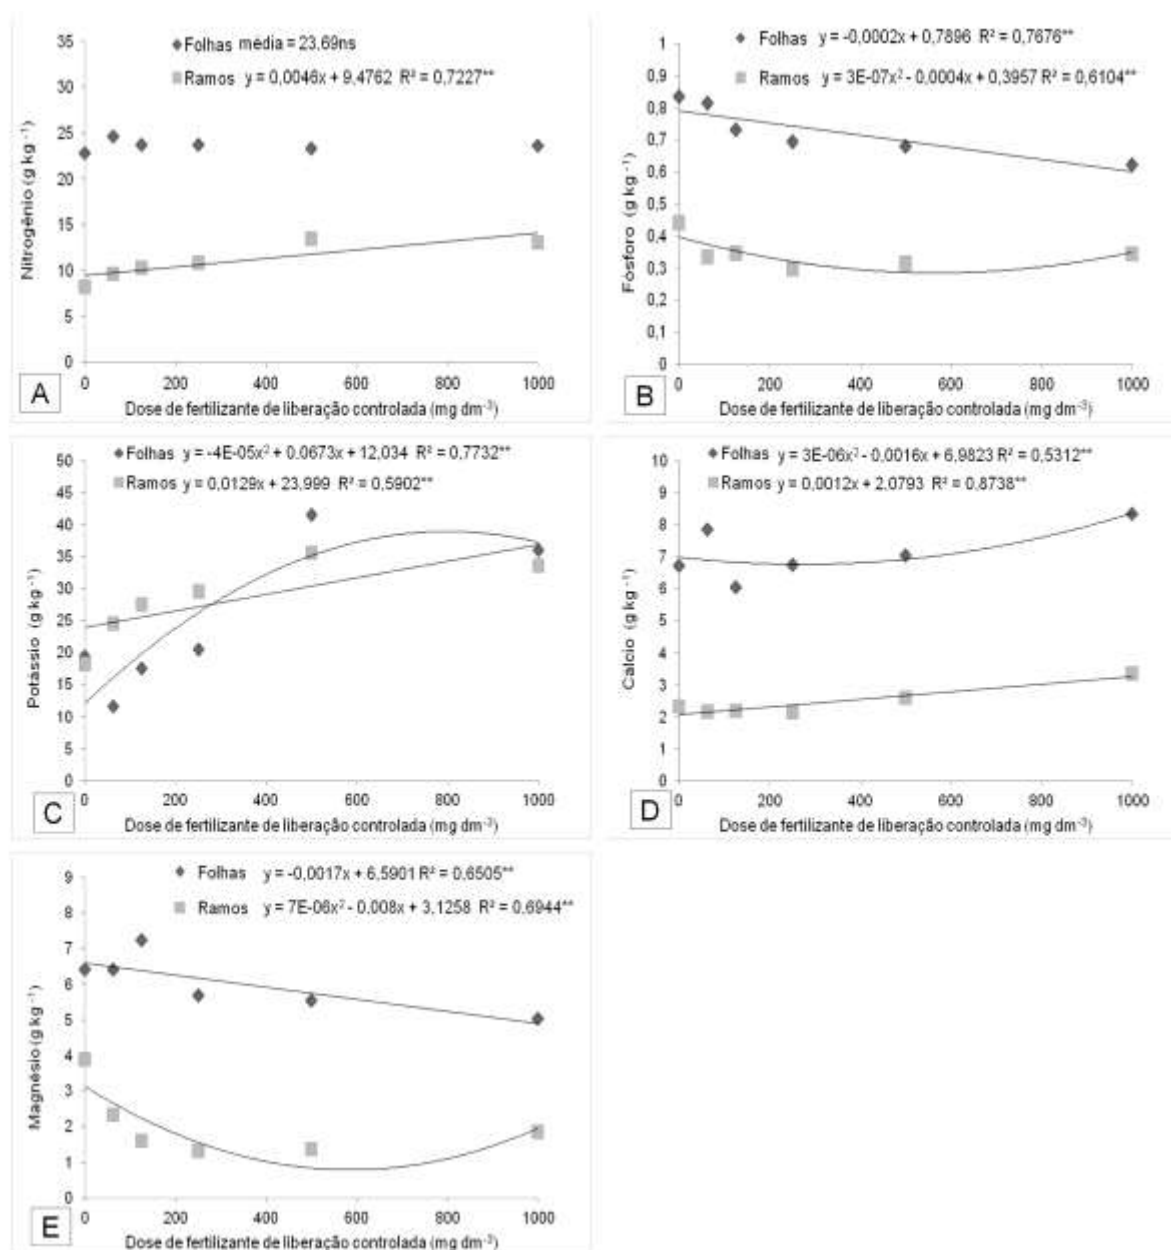 Folhas média = 23,69ns
Ramos y = 0,0046x + 9,4762 R² = 0,7227**
35
30
25
20
15
10
5
0
Nitrogênio (g kg⁻¹)
0 200 400 600 800 1000
Dose de fertilizante de liberação controlada (mg dm⁻³)
A
Folhas y = -0,0002x + 0,7896 R² = 0,7676**
Ramos y = 3E-07x² - 0,0004x + 0,3957 R² = 0,6104**
1
0,9
0,8
0,7
0,6
0,5
0,4
0,3
0,2
0,1
0
Fósforo (g kg⁻¹)
0 200 400 600 800 1000
Dose de fertilizante de liberação controlada (mg dm⁻³)
B
Folhas y = -4E-05x² + 0.0673x + 12,034 R² = 0,7732**
Ramos y = 0,0129x + 23,999 R² = 0,5902**
50
45
40
35
30
25
20
15
10
5
0
Potássio (g kg⁻¹)
0 200 400 600 800 1000
Dose de fertilizante de liberação controlada (mg dm⁻³)
C
Folhas y = 3E-06x² - 0,0016x + 6,9823 R² = 0,5312**
Ramos y = 0,0012x + 2,0793 R² = 0,8738**
10
9
8
7
6
5
4
3
2
1
0
Cálcio (g kg⁻¹)
0 200 400 600 800 1000
Dose de fertilizante de liberação controlada (mg dm⁻³)
D
Folhas y = -0,0017x + 6,5901 R² = 0,6505**
Ramos y = 7E-06x² - 0,008x + 3,1258 R² = 0,6944**
9
8
7
6
5
4
3
2
1
0
Magnésio (g kg⁻¹)
0 200 400 600 800 1000
Dose de fertilizante de liberação controlada (mg dm⁻³)
E